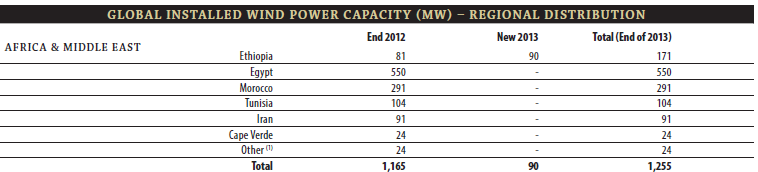 GLOBAL INSTALLED WIND POWER CAPACITY (MW) – REGIONAL DISTRIBUTION
End 2012 New 2013 Total (End of 2013)
AFRICA & MIDDLE EAST
Ethiopia 81 90 171
Egypt 550 - 550
Morocco 291 - 291
Tunisia 104 - 104
Iran 91 - 91
Cape Verde 24 - 24
Other (1) 24 - 24
Total 1,165 90 1,255